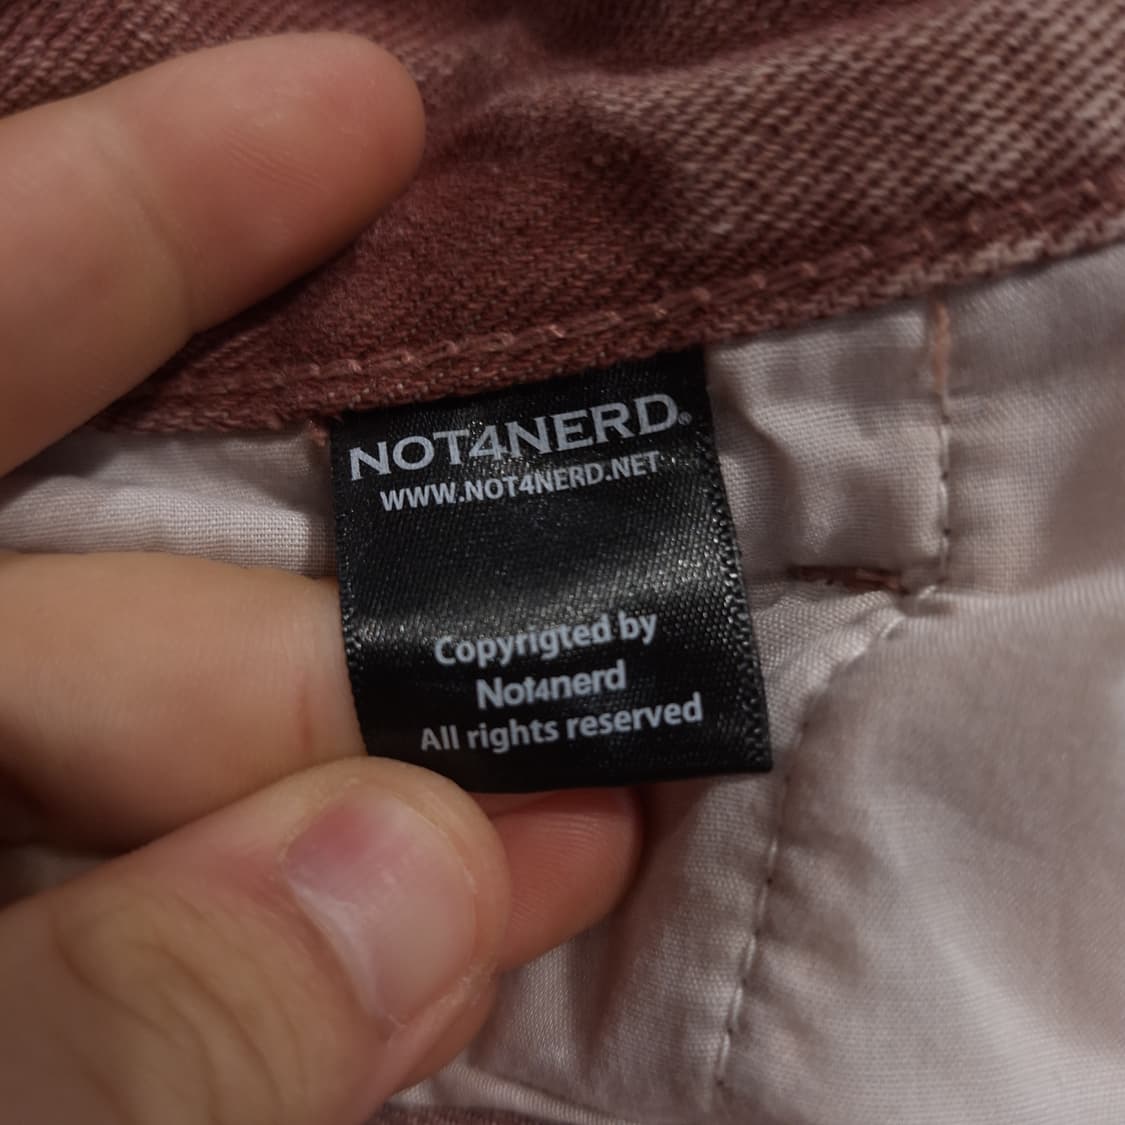 NOT4NERD®
WWW.NOT4NERD.NET
Copyrigted by
Not4nerd
All rights reserved